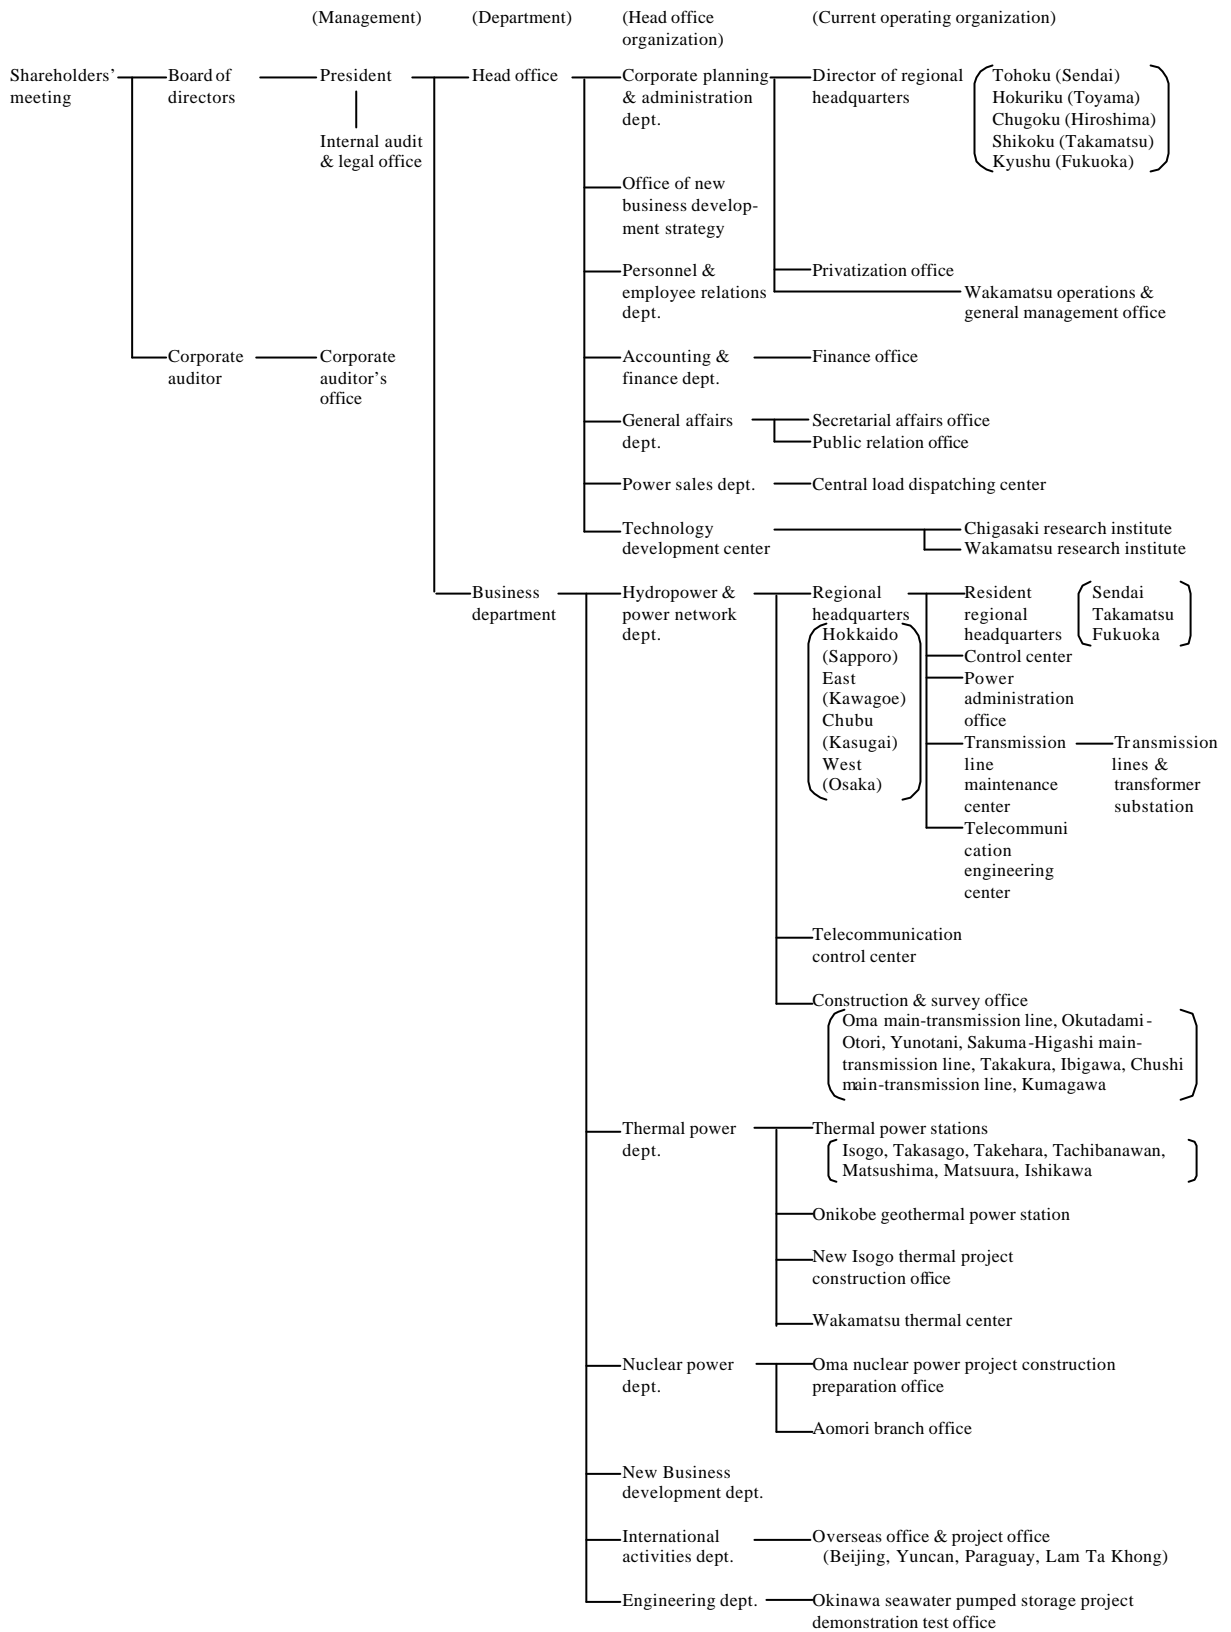 (Management)
(Department)
(Head office
organization)
(Current operating organization)
Shareholders'
meeting
Board of
directors
President
Internal audit
& legal office
Head office
Corporate planning
& administration
dept.
Director of regional
headquarters
Tohoku (Sendai)
Hokuriku (Toyama)
Chugoku (Hiroshima)
Shikoku (Takamatsu)
Kyushu (Fukuoka)
Office of new
business develop-
ment strategy
Personnel &
employee relations
dept.
Privatization office
Wakamatsu operations &
general management office
Corporate
auditor
Corporate
auditor's
office
Accounting &
finance dept.
Finance office
General affairs
dept.
Secretarial affairs office
Public relation office
Power sales dept.
Central load dispatching center
Technology
development center
Chigasaki research institute
Wakamatsu research institute
Business
department
Hydropower &
power network
dept.
Regional
headquarters
Hokkaido
(Sapporo)
East
(Kawagoe)
Chubu
(Kasugai)
West
(Osaka)
Resident
regional
headquarters
Sendai
Takamatsu
Fukuoka
Control center
Power
administration
office
Transmission
line
maintenance
center
Transmission
lines &
transformer
substation
Telecommuni
cation
engineering
center
Telecommunication
control center
Construction & survey office
Oma main-transmission line, Okutadami-
Otori, Yunotani, Sakuma-Higashi main-
transmission line, Takakura, Ibigawa, Chushi
main-transmission line, Kumagawa
Thermal power
dept.
Thermal power stations
Isogo, Takasago, Takehara, Tachibanawan,
Matsushima, Matsuura, Ishikawa
Onikobe geothermal power station
New Isogo thermal project
construction office
Wakamatsu thermal center
Nuclear power
dept.
Oma nuclear power project construction
preparation office
Aomori branch office
New Business
development dept.
International
activities dept.
Overseas office & project office
(Beijing, Yuncan, Paraguay, Lam Ta Khong)
Engineering dept.
Okinawa seawater pumped storage project
demonstration test office